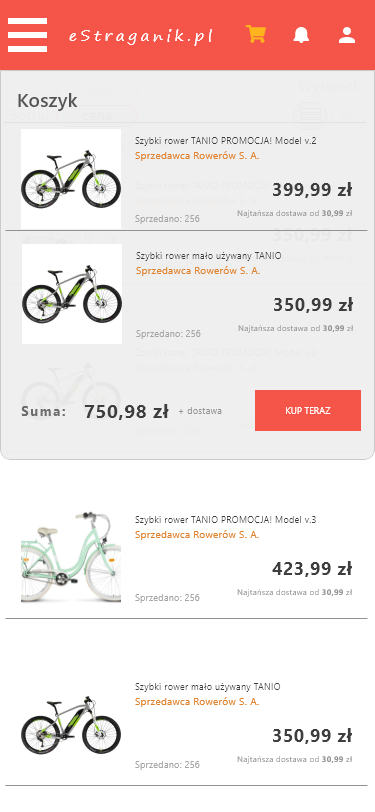 eStraganik.pl
Koszyk
Szybki rower TANIO PROMOCJA! Model v.2
Sprzedawca Rowerów S. A.
399,99 zł
Sprzedano: 256
Najtańsza dostawa od 30,99 zł
Szybki rower mało używany TANIO
Sprzedawca Rowerów S. A.
350,99 zł
Sprzedano: 256
Najtańsza dostawa od 30,99 zł
Suma: 750,98 zł + dostawa
KUP TERAZ
Szybki rower TANIO PROMOCJA! Model v.3
Sprzedawca Rowerów S. A.
423,99 zł
Sprzedano: 256
Najtańsza dostawa od 30,99 zł
Szybki rower mało używany TANIO
Sprzedawca Rowerów S. A.
350,99 zł
Sprzedano: 256
Najtańsza dostawa od 30,99 zł